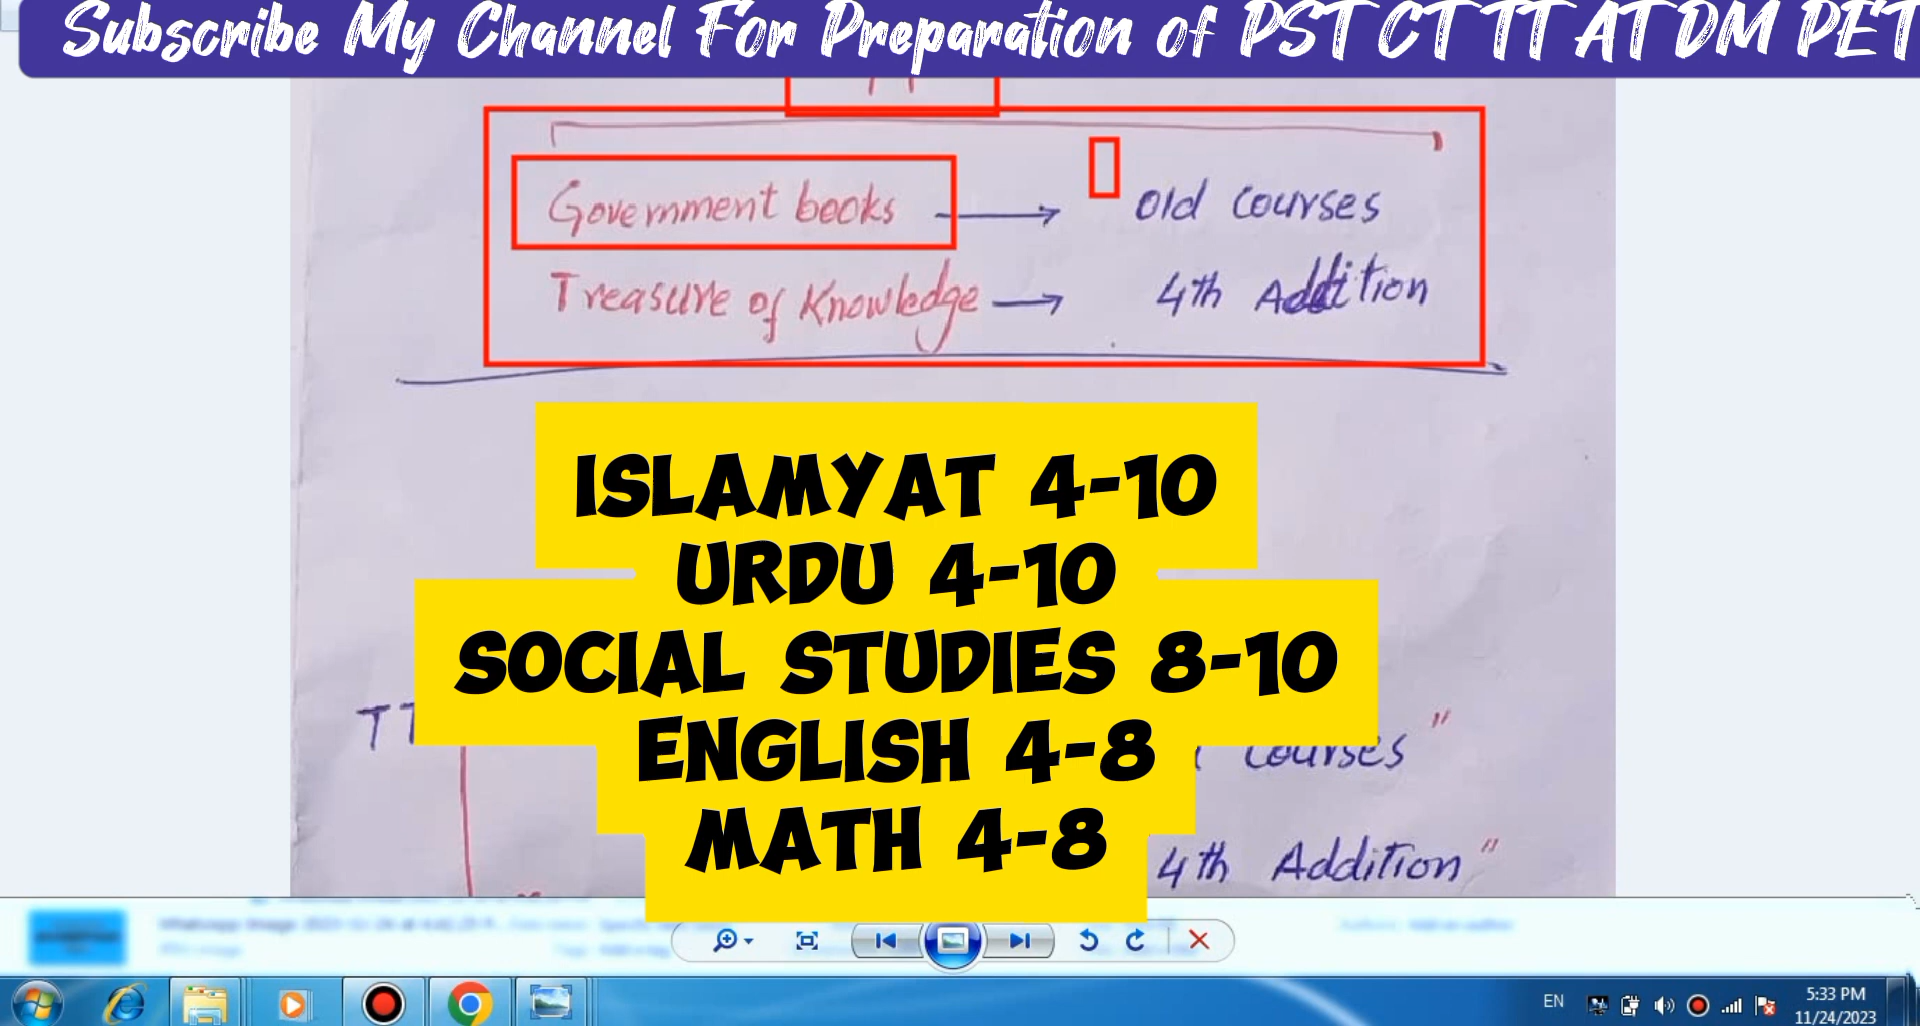 Subscribe My Channel For Preparation of PST CT TT AT DM PET
Government books → Old Courses
Treasure of Knowledge → 4th Addition
ISLAMYAT 4-10
URDU 4-10
SOCIAL STUDIES 8-10
ENGLISH 4-8
MATH 4-8
TT
Courses"
4th Addition"
EN
5:33 PM
11/24/2023